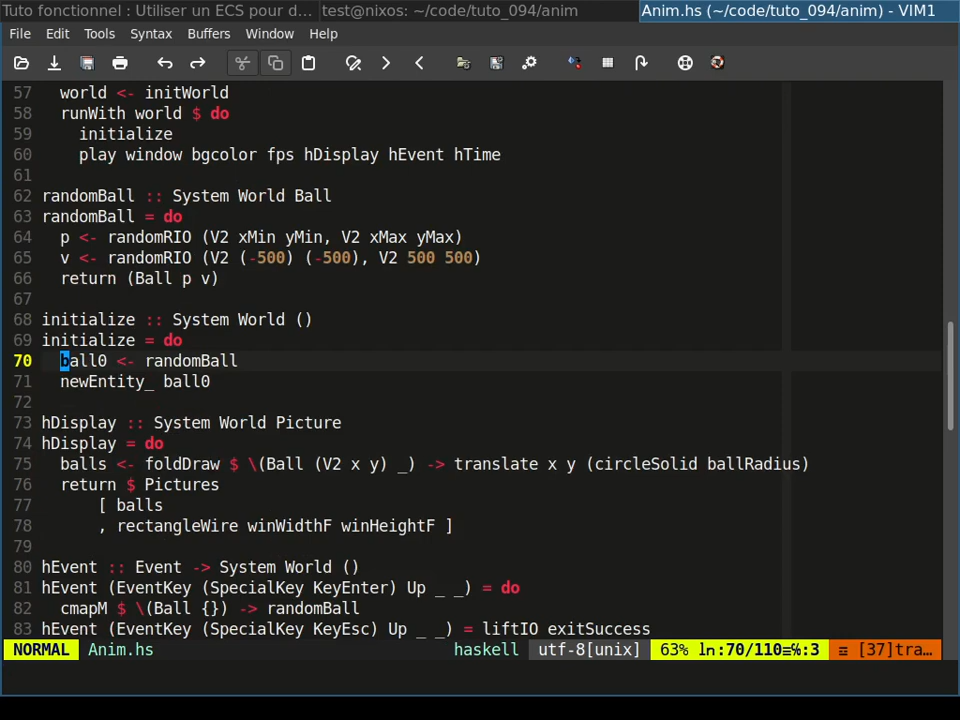 Tuto fonctionnel : Utiliser un ECS pour d… test@nixos: ~/code/tuto_094/anim Anim.hs (~/code/tuto_094/anim) - VIM1
File Edit Tools Syntax Buffers Window Help
57 world <- initWorld
58 runWith world $ do
59 initialize
60 play window bgcolor fps hDisplay hEvent hTime
61
62 randomBall :: System World Ball
63 randomBall = do
64 p <- randomRIO (V2 xMin yMin, V2 xMax yMax)
65 v <- randomRIO (V2 (-500) (-500), V2 500 500)
66 return (Ball p v)
67
68 initialize :: System World ()
69 initialize = do
70 ball0 <- randomBall
71 newEntity_ ball0
72
73 hDisplay :: System World Picture
74 hDisplay = do
75 balls <- foldDraw $ \(Ball (V2 x y) _) -> translate x y (circleSolid ballRadius)
76 return $ Pictures
77 [ balls
78 , rectangleWire winWidthF winHeightF ]
79
80 hEvent :: Event -> System World ()
81 hEvent (EventKey (SpecialKey KeyEnter) Up _ _) = do
82 cmapM $ \(Ball {}) -> randomBall
83 hEvent (EventKey (SpecialKey KeyEsc) Up _ _) = liftIO exitSuccess
NORMAL Anim.hs haskell utf-8[unix] 63% ln:70/110≡℅:3 ☲ [37]tra…